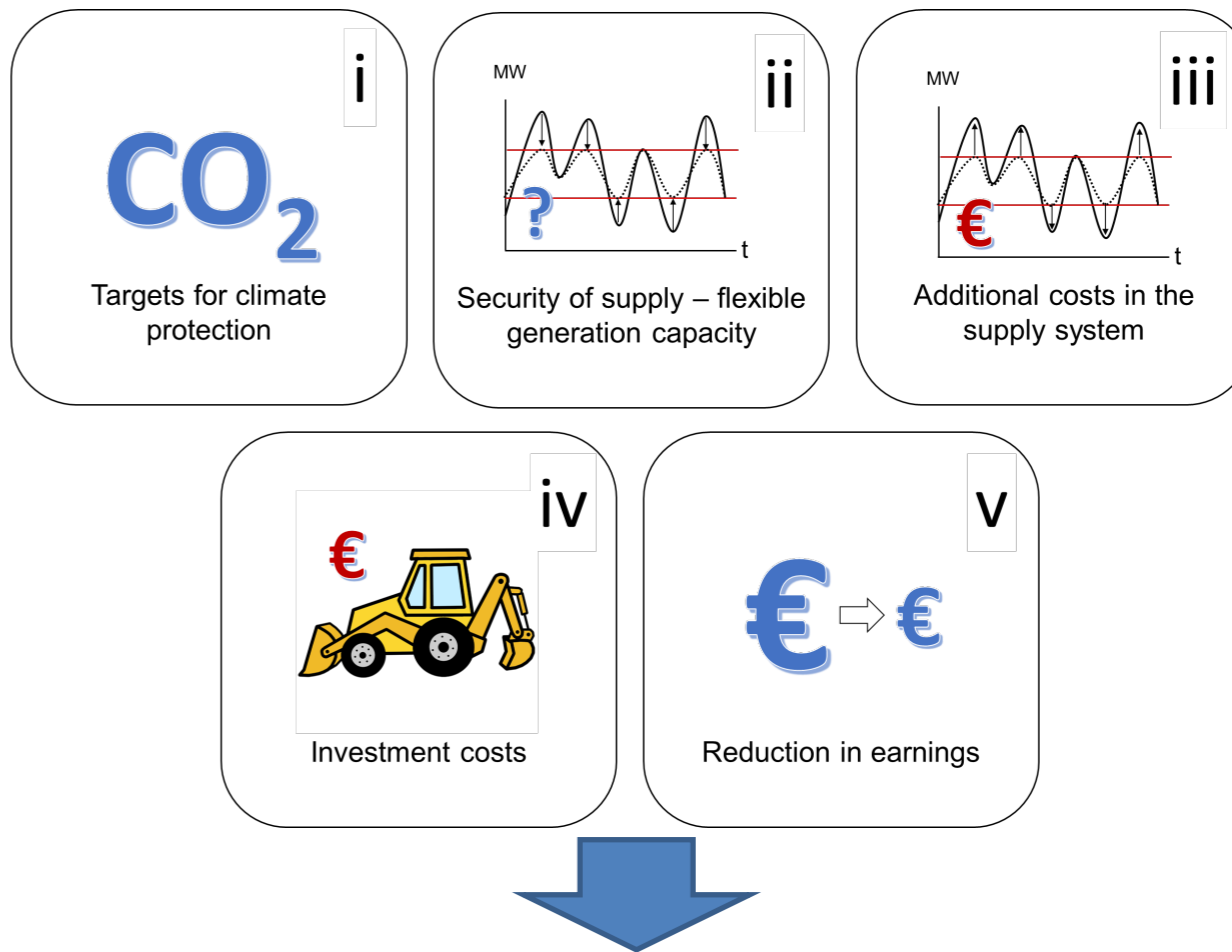 i
CO2
Targets for climate
protection
ii
MW
?
t
Security of supply – flexible
generation capacity
iii
MW
€
t
Additional costs in the
supply system
iv
€
Investment costs
v
€ €
Reduction in earnings